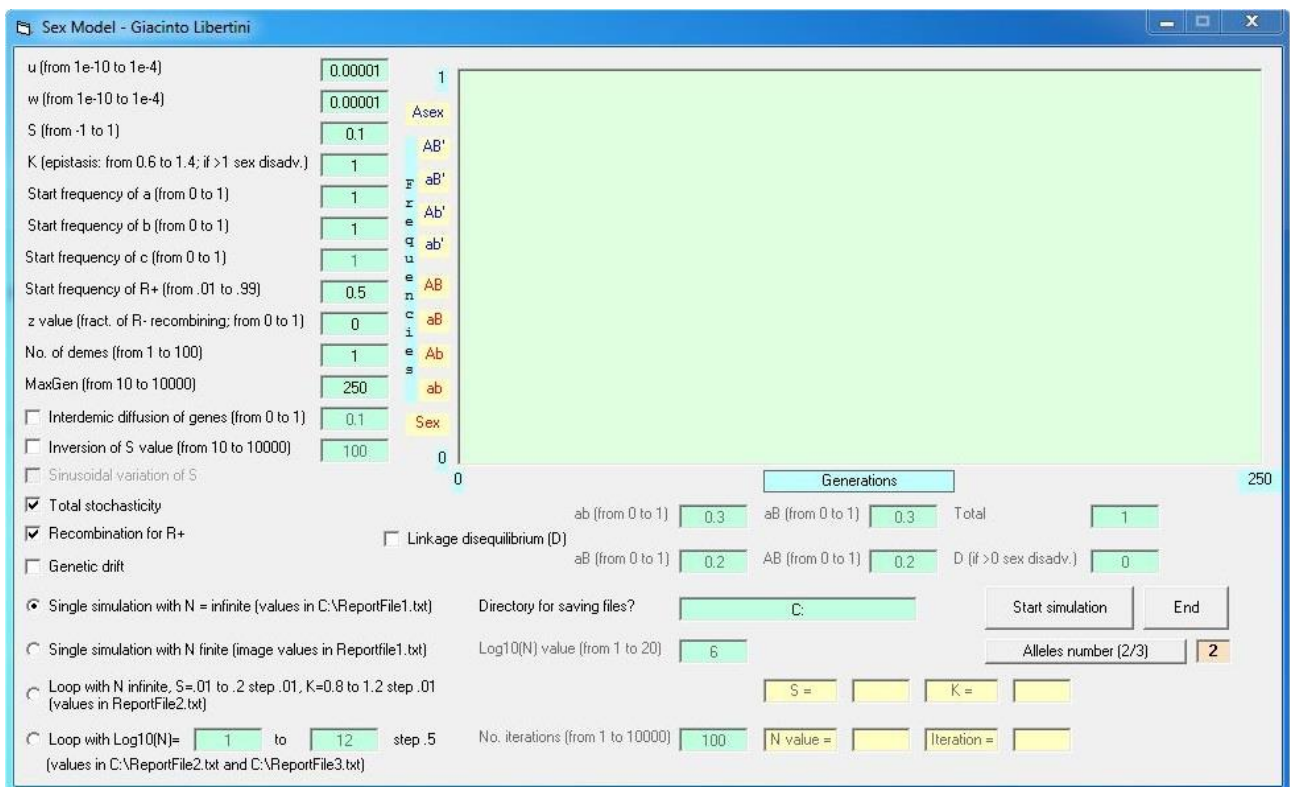 Sex Model - Giacinto Libertini
u (from 1e-10 to 1e-4) 0.00001
w (from 1e-10 to 1e-4) 0.00001
S (from -1 to 1) 0.1
K (epistasis: from 0.6 to 1.4; if >1 sex disadv.) 1
Start frequency of a (from 0 to 1) 1
Start frequency of b (from 0 to 1) 1
Start frequency of c (from 0 to 1) 1
Start frequency of R+ (from .01 to .99) 0.5
z value (fract. of R- recombining; from 0 to 1) 0
No. of demes (from 1 to 100) 1
MaxGen (from 10 to 10000) 250
Interdemic diffusion of genes (from 0 to 1) 0.1
Inversion of S value (from 10 to 10000) 100
Sinusoidal variation of S
Total stochasticity
Recombination for R+
Genetic drift
Frequencies
1
Asex
AB'
aB'
Ab'
ab'
AB
aB
Ab
ab
Sex
0
0 Generations 250
Linkage disequilibrium (D)
ab (from 0 to 1) 0.3 aB (from 0 to 1) 0.3 Total 1
aB (from 0 to 1) 0.2 AB (from 0 to 1) 0.2 D (if >0 sex disadv.) 0
Single simulation with N = infinite (values in C:\ReportFile1.txt) Directory for saving files? C: Start simulation End
Single simulation with N finite (image values in Reportfile1.txt) Log10(N) value (from 1 to 20) 6 Alleles number (2/3) 2
Loop with N infinite, S=.01 to .2 step .01, K=0.8 to 1.2 step .01 S = K =
(values in ReportFile2.txt)
Loop with Log10(N)= 1 to 12 step .5 No. iterations (from 1 to 10000) 100 N value = Iteration =
(values in C:\ReportFile2.txt and C:\ReportFile3.txt)